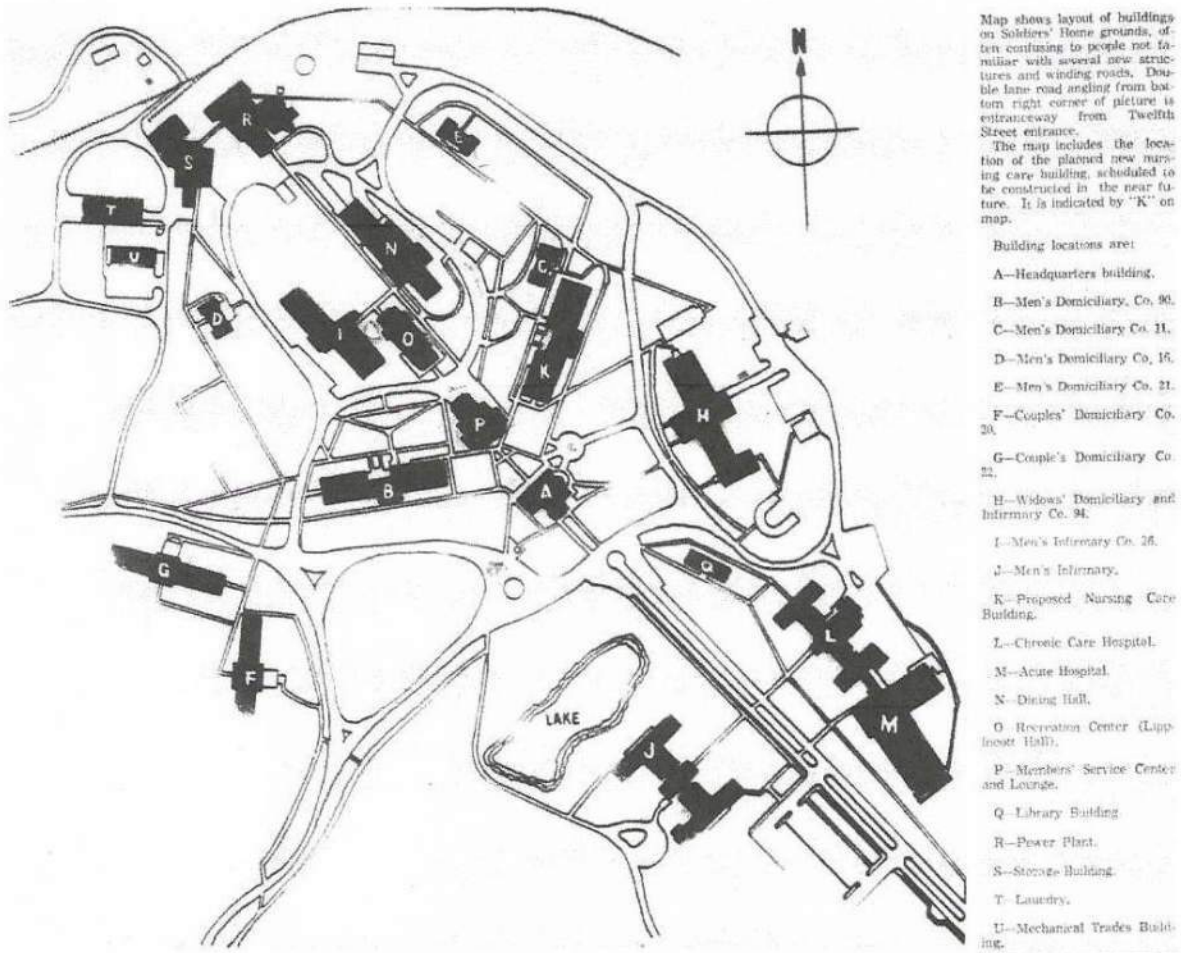 N
R
E
S
T
N
C
U
D
I
O
K
P
H
B
A
G
Q
L
F
LAKE
J
M
Map shows layout of buildings
on Soldiers' Home grounds, of-
ten confusing to people not fa-
miliar with several new struc-
tures and winding roads. Dou-
ble lane road angling from bot-
tom right corner of picture is
entranceway from Twelfth
Street entrance.
The map includes the loca-
tion of the planned new nurs-
ing care building, scheduled to
be constructed in the near fu-
ture. It is indicated by "K" on
map.
Building locations are:
A—Headquarters building.
B—Men's Domiciliary, Co. 90.
C—Men's Domiciliary Co. 11.
D—Men's Domiciliary Co. 16.
E—Men's Domiciliary Co. 21.
F—Couples' Domiciliary Co.
20.
G—Couple's Domiciliary Co.
22.
H—Widows' Domiciliary and
Infirmary Co. 94.
I—Men's Infirmary Co. 26.
J—Men's Infirmary.
K—Proposed Nursing Care
Building.
L—Chronic Care Hospital.
M—Acute Hospital.
N—Dining Hall.
O—Recreation Center (Lipp-
incott Hall).
P—Members' Service Center
and Lounge.
Q—Library Building
R—Power Plant.
S—Storage Building.
T—Laundry.
U—Mechanical Trades Build-
ing.